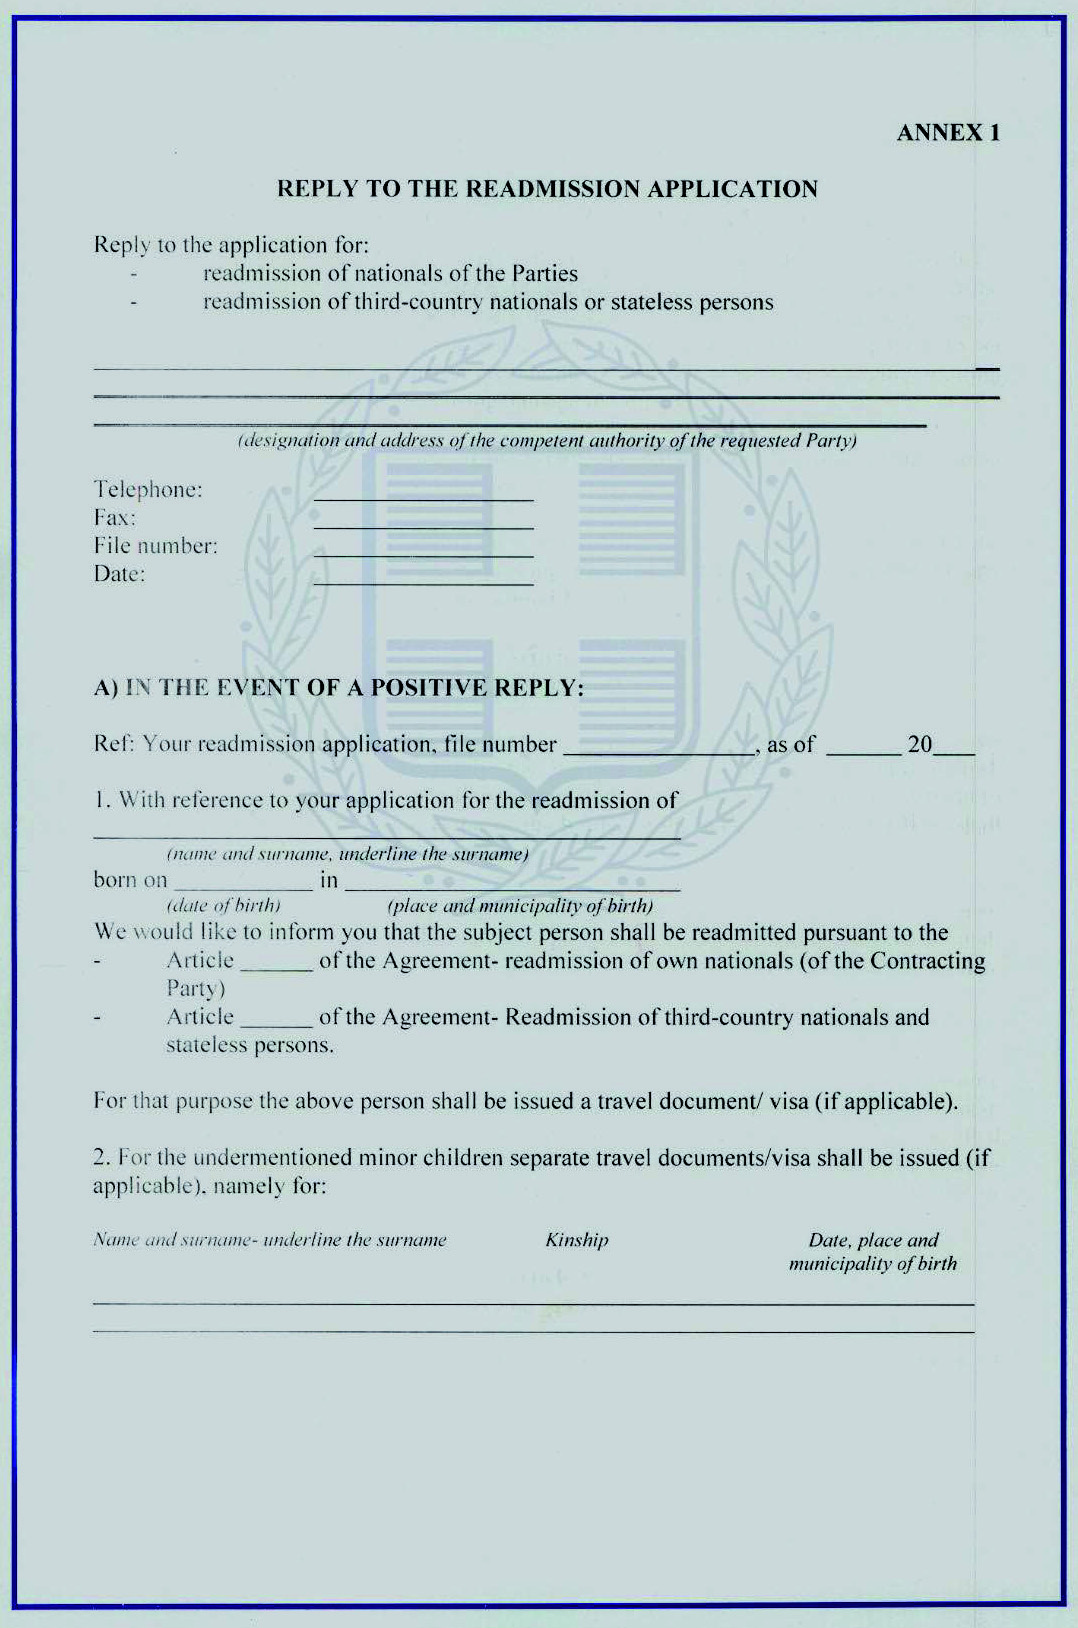 ANNEX 1
REPLY TO THE READMISSION APPLICATION
Reply to the application for:
- readmission of nationals of the Parties
- readmission of third-country nationals or stateless persons
(designation and address of the competent authority of the requested Party)
Telephone: ____________________
Fax: ____________________
File number: ____________________
Date: ____________________
A) IN THE EVENT OF A POSITIVE REPLY:
Ref: Your readmission application, file number ________________, as of ______ 20___
1. With reference to your application for the readmission of
(name and surname, underline the surname)
born on ____________ in ____________________________
(date of birth) (place and municipality of birth)
We would like to inform you that the subject person shall be readmitted pursuant to the
- Article ______ of the Agreement- readmission of own nationals (of the Contracting
Party)
- Article ______ of the Agreement- Readmission of third-country nationals and
stateless persons.
For that purpose the above person shall be issued a travel document/ visa (if applicable).
2. For the undermentioned minor children separate travel documents/visa shall be issued (if
applicable), namely for:
Name and surname- underline the surname Kinship Date, place and
municipality of birth